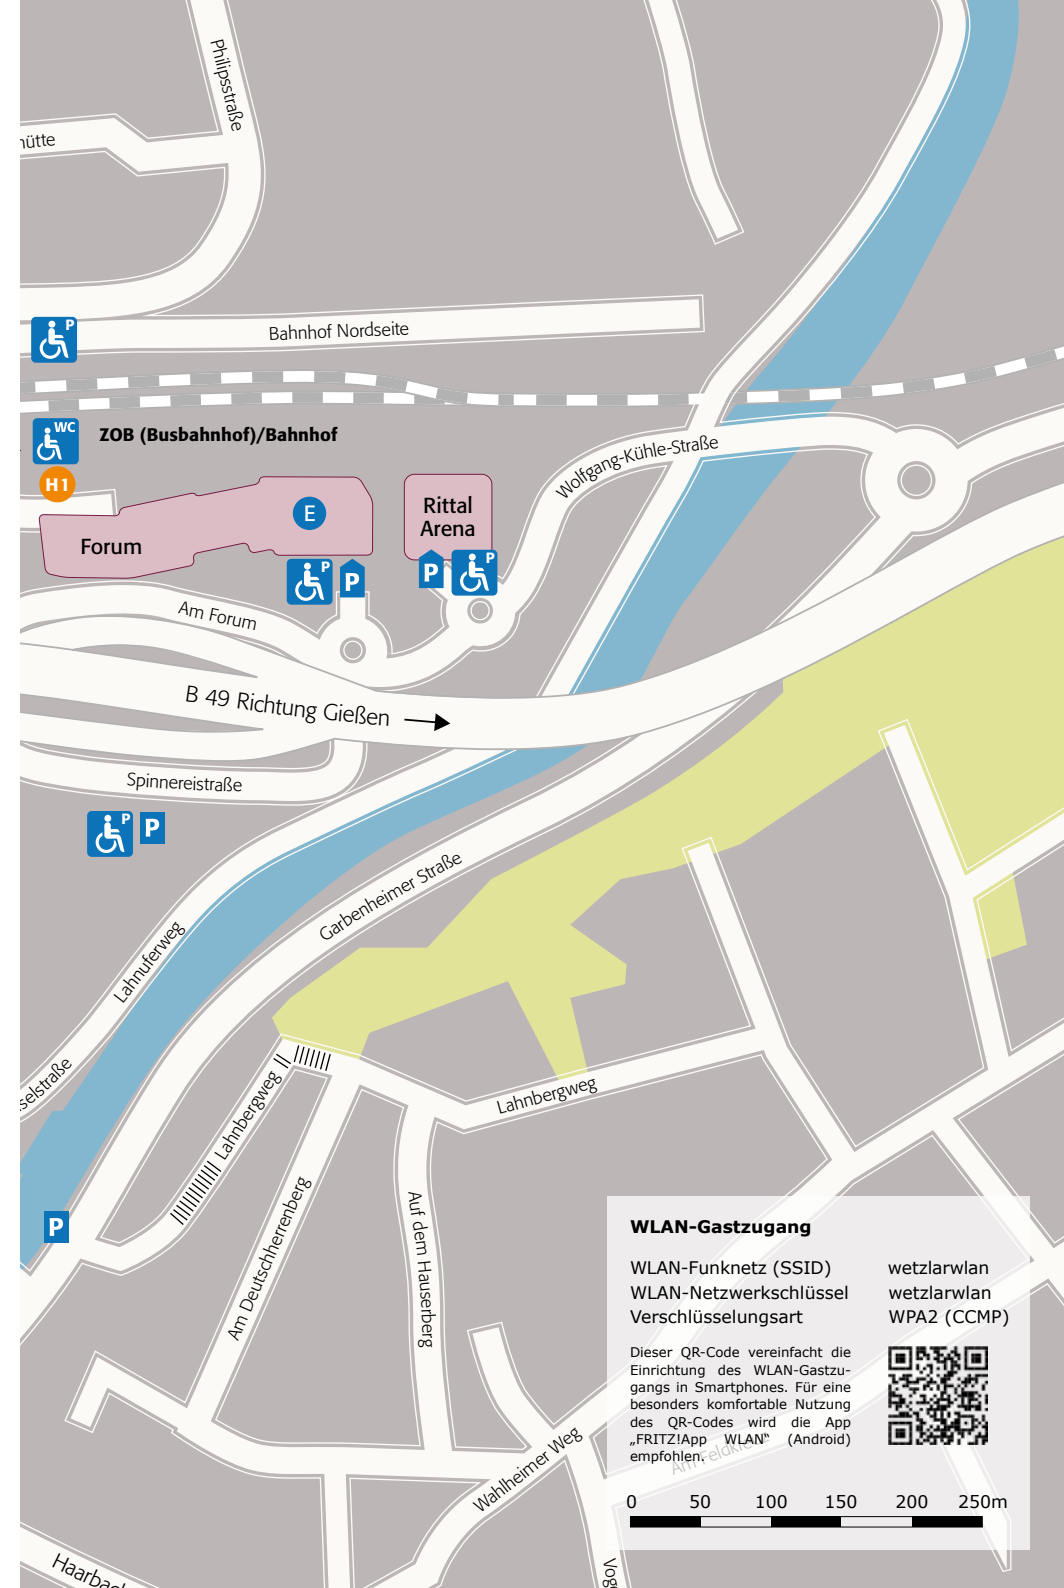 Philipsstraße
hütte
Bahnhof Nordseite
P
WC
ZOB (Busbahnhof)/Bahnhof
H1
Wolfgang-Kühle-Straße
E
Rittal
Arena
Forum
P
P
P
P
Am Forum
B 49 Richtung Gießen
Spinnereistraße
P
P
Garbenheimer Straße
Lahnuferweg
selstraße
Lahnbergweg
Lahnbergweg
Am Deutschherrenberg
Auf dem Hauserberg
P
WLAN-Gastzugang
WLAN-Funknetz (SSID) wetzlarwlan
WLAN-Netzwerkschlüssel wetzlarwlan
Verschlüsselungsart WPA2 (CCMP)
Dieser QR-Code vereinfacht die
Einrichtung des WLAN-Gastzu-
gangs in Smartphones. Für eine
besonders komfortable Nutzung
des QR-Codes wird die App
„FRITZ!App WLAN“ (Android)
empfohlen.
Wahlheimer Weg
0 50 100 150 200 250m
Haarbac
Vog